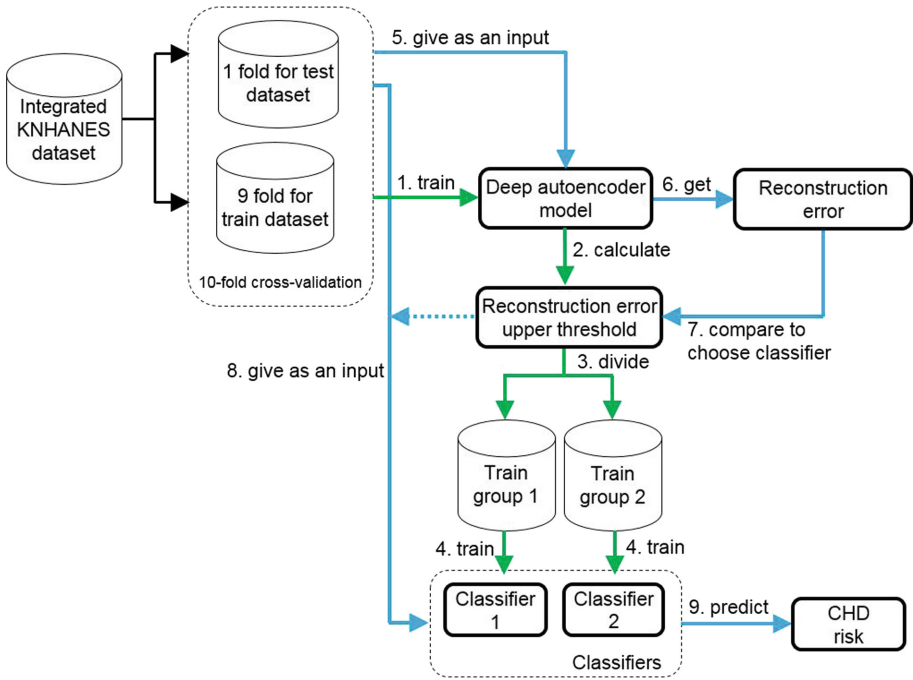 5. give as an input
1 fold for test
dataset
Integrated
KNHANES
dataset
9 fold for
train dataset
10-fold cross-validation
1. train
Deep autoencoder
model
6. get
Reconstruction
error
2. calculate
Reconstruction error
upper threshold
7. compare to
choose classifier
3. divide
8. give as an input
Train
group 1
Train
group 2
4. train
4. train
Classifier
1
Classifier
2
Classifiers
9. predict
CHD
risk